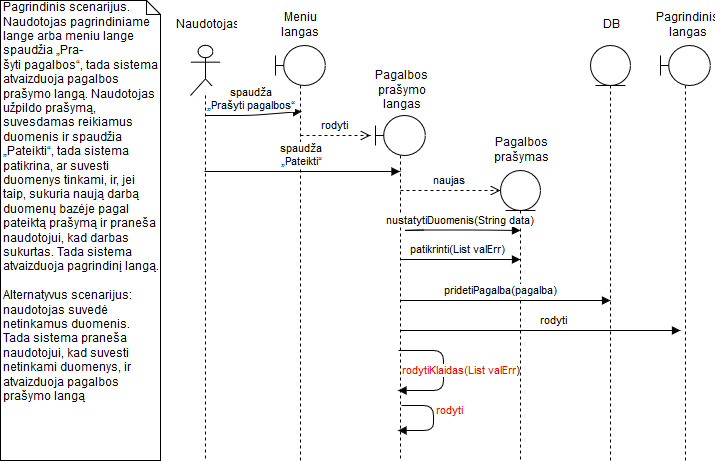 Pagrindinis scenarijus.
Naudotojas pagrindiniame
lange arba meniu lange
spaudžia „Pra-
šyti pagalbos“, tada sistema
atvaizduoja pagalbos
prašymo langą. Naudotojas
užpildo prašymą,
suvesdamas reikiamus
duomenis ir spaudžia
„Pateikti“, tada sistema
patikrina, ar suvesti
duomenys tinkami, ir, jei
taip, sukuria naują darbą
duomenų bazėje pagal
pateiktą prašymą ir praneša
naudotojui, kad darbas
sukurtas. Tada sistema
atvaizduoja pagrindinį langą.
Alternatyvus scenarijus:
naudotojas suvedė
netinkamus duomenis.
Tada sistema praneša
naudotojui, kad suvesti
netinkami duomenys, ir
atvaizduoja pagalbos
prašymo langą
Naudotojas
Meniu
langas
DB
Pagrindinis
langas
Pagalbos
prašymo
langas
Pagalbos
prašymas
spaudžia
„Prašyti pagalbos“
rodyti
spaudžia
„Pateikti“
naujas
nustatytiDuomenis(String data)
patikrinti(List valErr)
pridetiPagalba(pagalba)
rodyti
rodytiKlaidas(List valErr)
rodyti